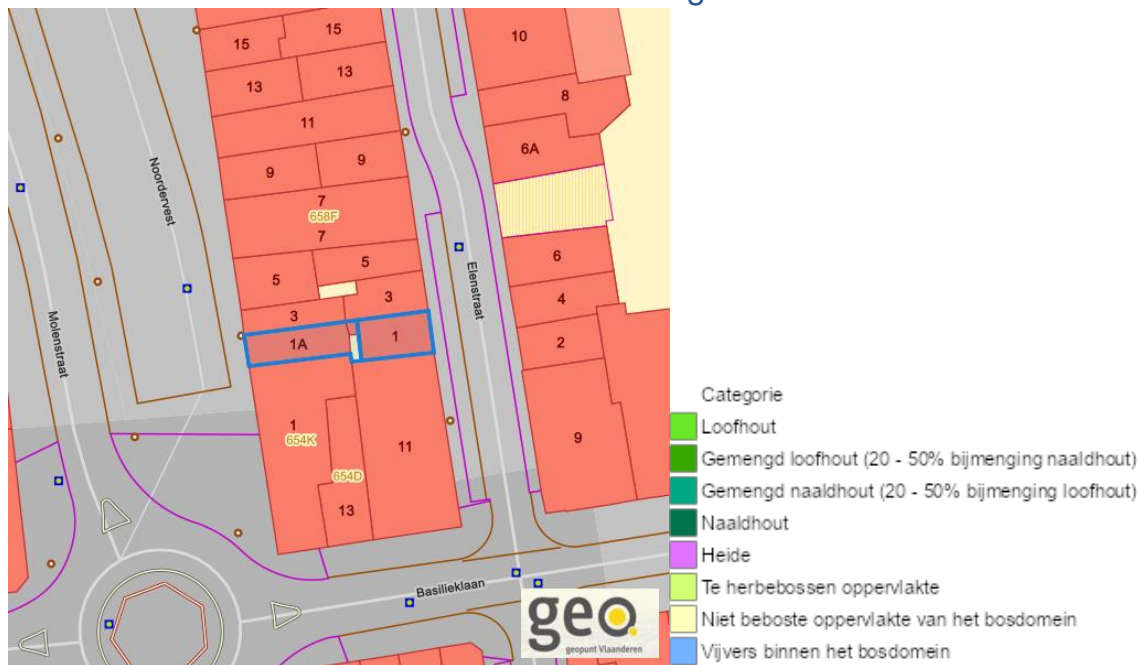 15
15
13
13
11
9
9
7
658F
7
5
5
3
3
1A
1
1
654K
654D
11
13
10
8
6A
6
4
2
9
Noordervest
Molenstraat
Elenstraat
Basilieklaan
geo.
geopunt Vlaanderen
Categorie
Loofhout
Gemengd loofhout (20 - 50% bijmenging naaldhout)
Gemengd naaldhout (20 - 50% bijmenging loofhout)
Naaldhout
Heide
Te herbebossen oppervlakte
Niet beboste oppervlakte van het bosdomein
Vijvers binnen het bosdomein